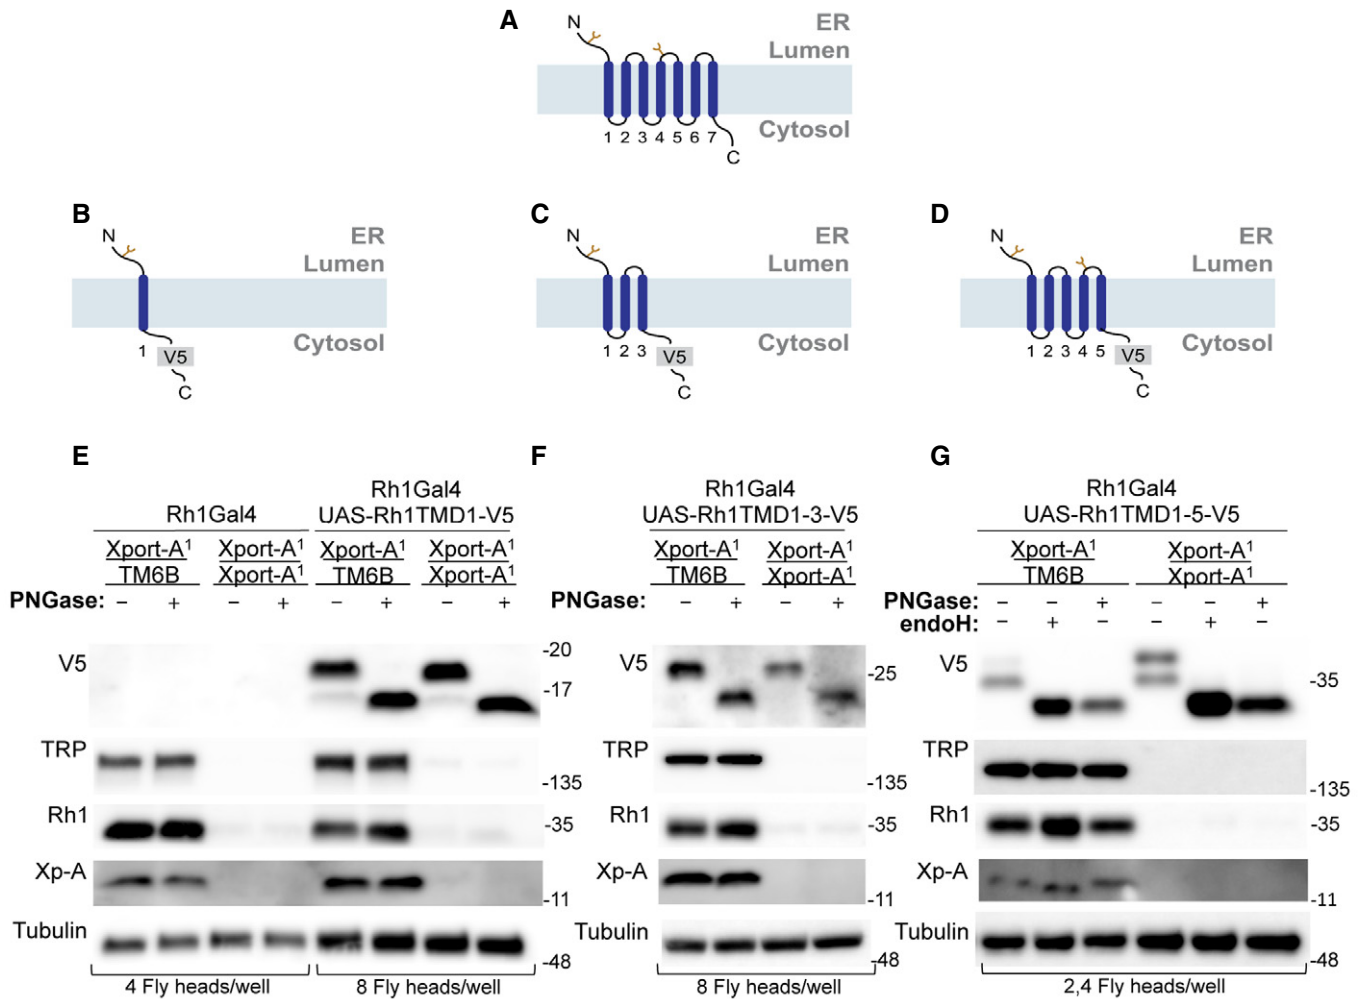 A
N
ER
Lumen
Cytosol
1 2 3 4 5 6 7
C
B
N
ER
Lumen
Cytosol
1
V5
C
C
N
ER
Lumen
Cytosol
1 2 3
V5
C
D
N
ER
Lumen
Cytosol
1 2 3 4 5
V5
C
E
Rh1Gal4
Rh1Gal4
UAS-Rh1TMD1-V5
Xport-A1 Xport-A1 Xport-A1 Xport-A1
TM6B Xport-A1 TM6B Xport-A1
PNGase: – + – + – + – +
V5
-20
-17
TRP
-135
Rh1
-35
Xp-A
-11
Tubulin
-48
4 Fly heads/well 8 Fly heads/well
F
Rh1Gal4
UAS-Rh1TMD1-3-V5
Xport-A1 Xport-A1
TM6B Xport-A1
PNGase: – + – +
V5
-25
TRP
-135
Rh1
-35
Xp-A
-11
Tubulin
-48
8 Fly heads/well
G
Rh1Gal4
UAS-Rh1TMD1-5-V5
Xport-A1 Xport-A1
TM6B Xport-A1
PNGase: – – + – – +
endoH: – + – – + –
V5
-35
TRP
-135
Rh1
-35
Xp-A
-11
Tubulin
-48
2,4 Fly heads/well